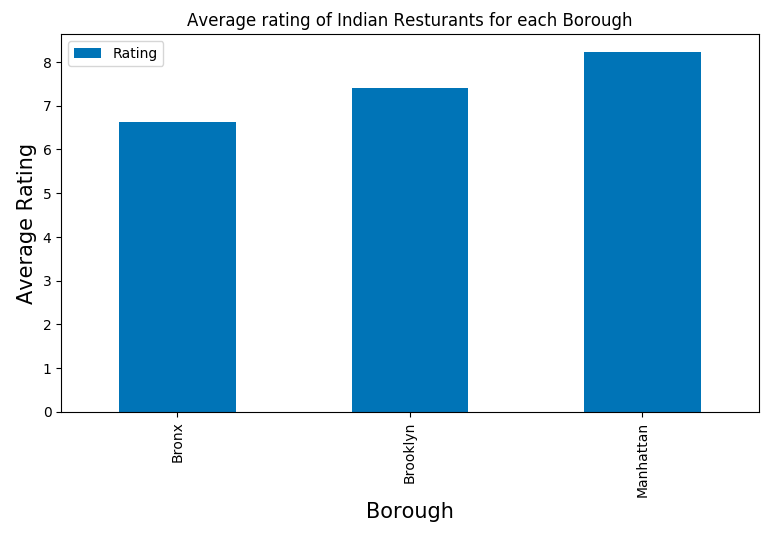 Average rating of Indian Resturants for each Borough
Rating
Average Rating
8
7
6
5
4
3
2
1
0
Bronx
Brooklyn
Manhattan
Borough